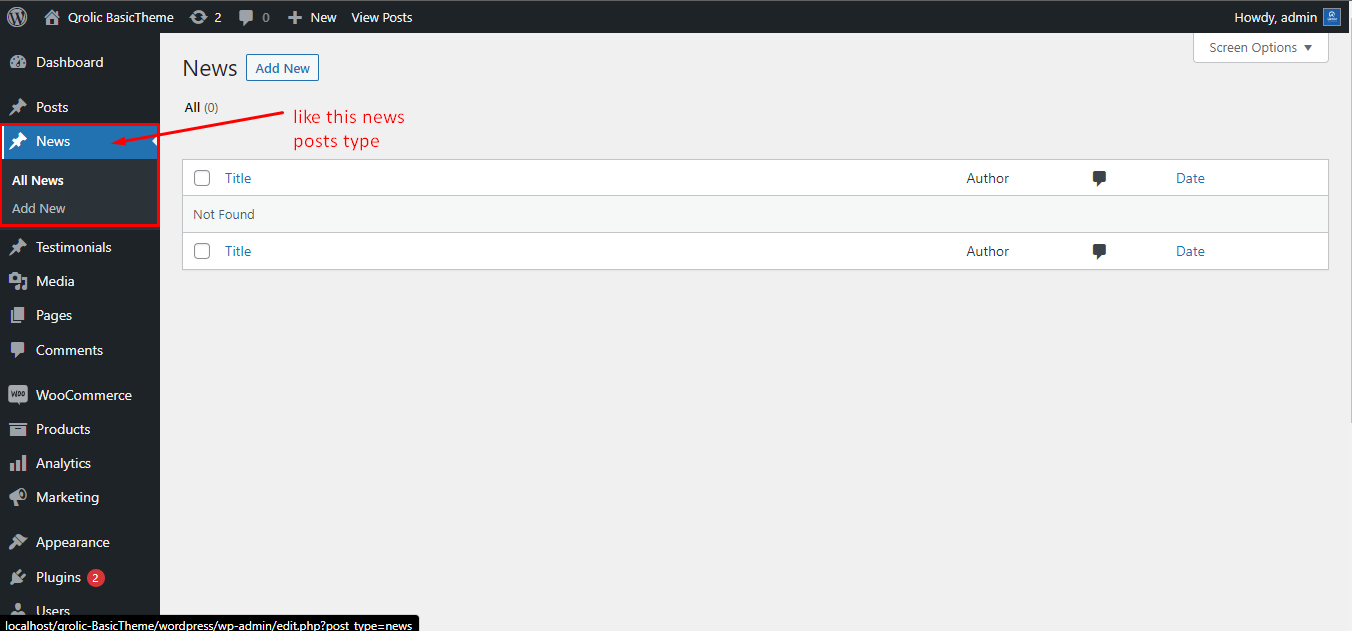 Qrolic BasicTheme 2 0 New View Posts Howdy, admin
Screen Options ▼
Dashboard
Posts
News
All News
Add New
Testimonials
Media
Pages
Comments
WOO WooCommerce
Products
Analytics
Marketing
Appearance
Plugins 2
Users
News Add New
All (0)
like this news
posts type
Title Author Date
Not Found
Title Author Date
localhost/qrolic-BasicTheme/wordpress/wp-admin/edit.php?post_type=news